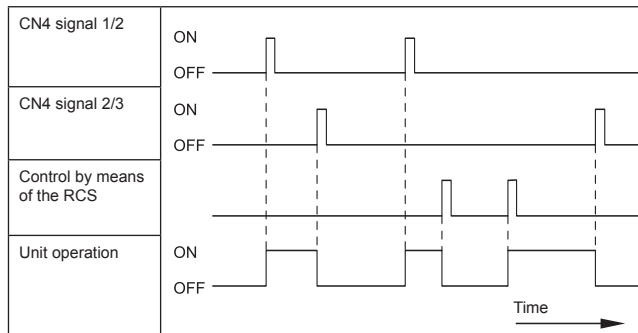 CN4 signal 1/2
ON
OFF
CN4 signal 2/3
ON
OFF
Control by means
of the RCS
Unit operation
ON
OFF
Time